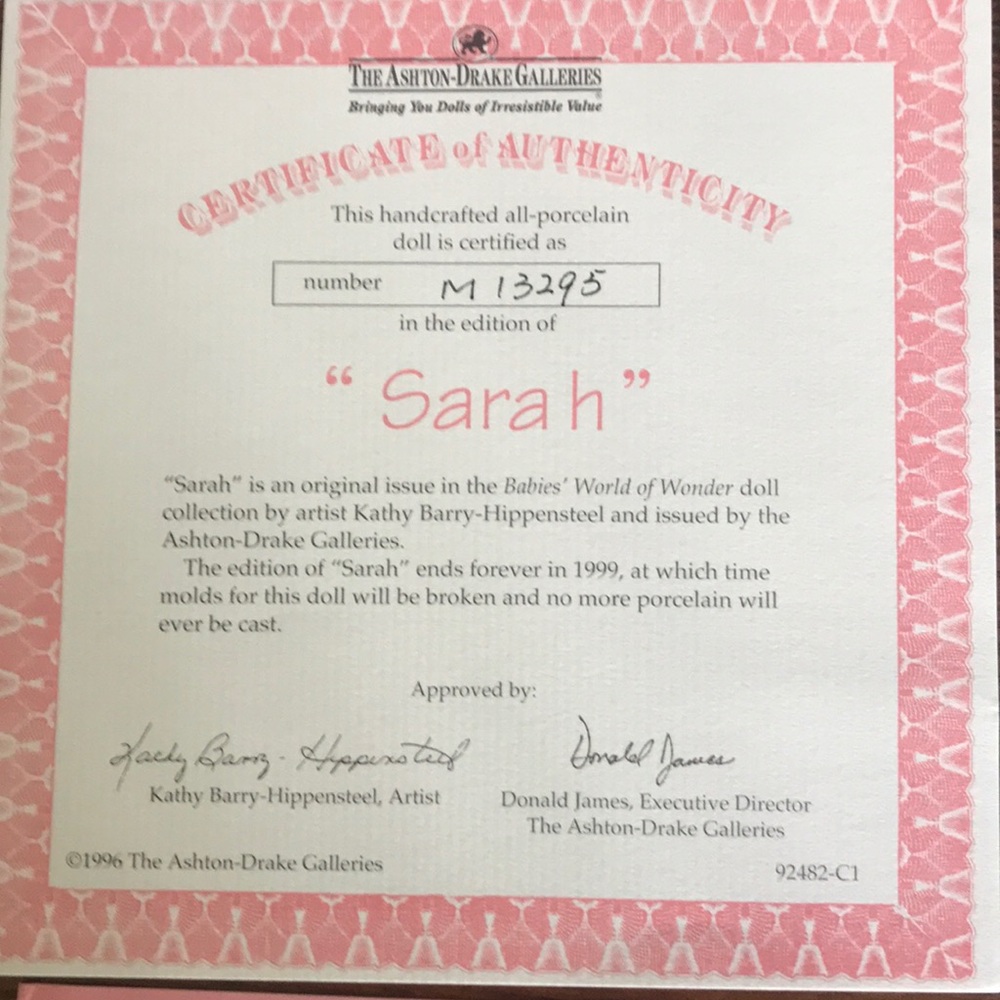 THE ASHTON-DRAKE GALLERIES
Bringing You Dolls of Irresistible Value
CERTIFICATE of AUTHENTICITY
This handcrafted all-porcelain
doll is certified as
number M 13295
in the edition of
“Sarah”
“Sarah” is an original issue in the Babies’ World of Wonder doll
collection by artist Kathy Barry-Hippensteel and issued by the
Ashton-Drake Galleries.
The edition of “Sarah” ends forever in 1999, at which time
molds for this doll will be broken and no more porcelain will
ever be cast.
Approved by:
Kathy Barry-Hippensteel Donald James
Kathy Barry-Hippensteel, Artist
Donald James, Executive Director
The Ashton-Drake Galleries
©1996 The Ashton-Drake Galleries
92482-C1